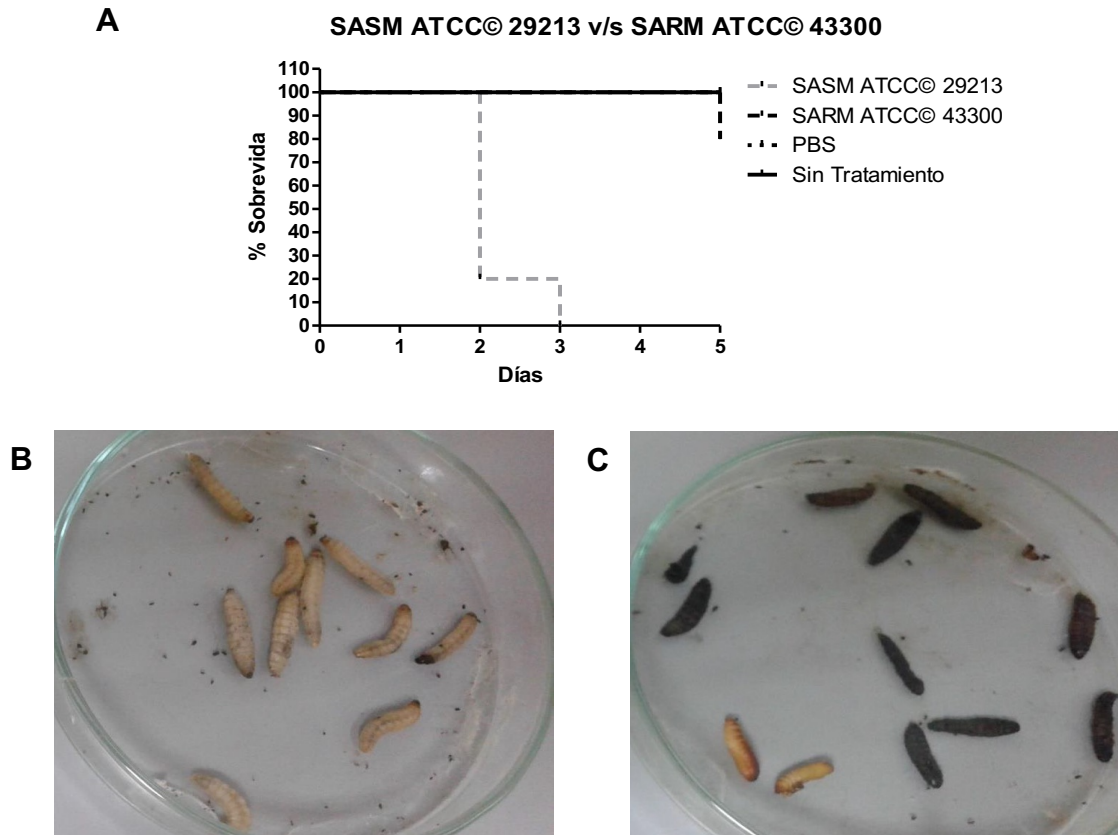 A
SASM ATCC© 29213 v/s SARM ATCC© 43300
% Sobrevida
110
100
90
80
70
60
50
40
30
20
10
0
0 1 2 3 4 5
Días
SASM ATCC© 29213
SARM ATCC© 43300
PBS
Sin Tratamiento
B
C